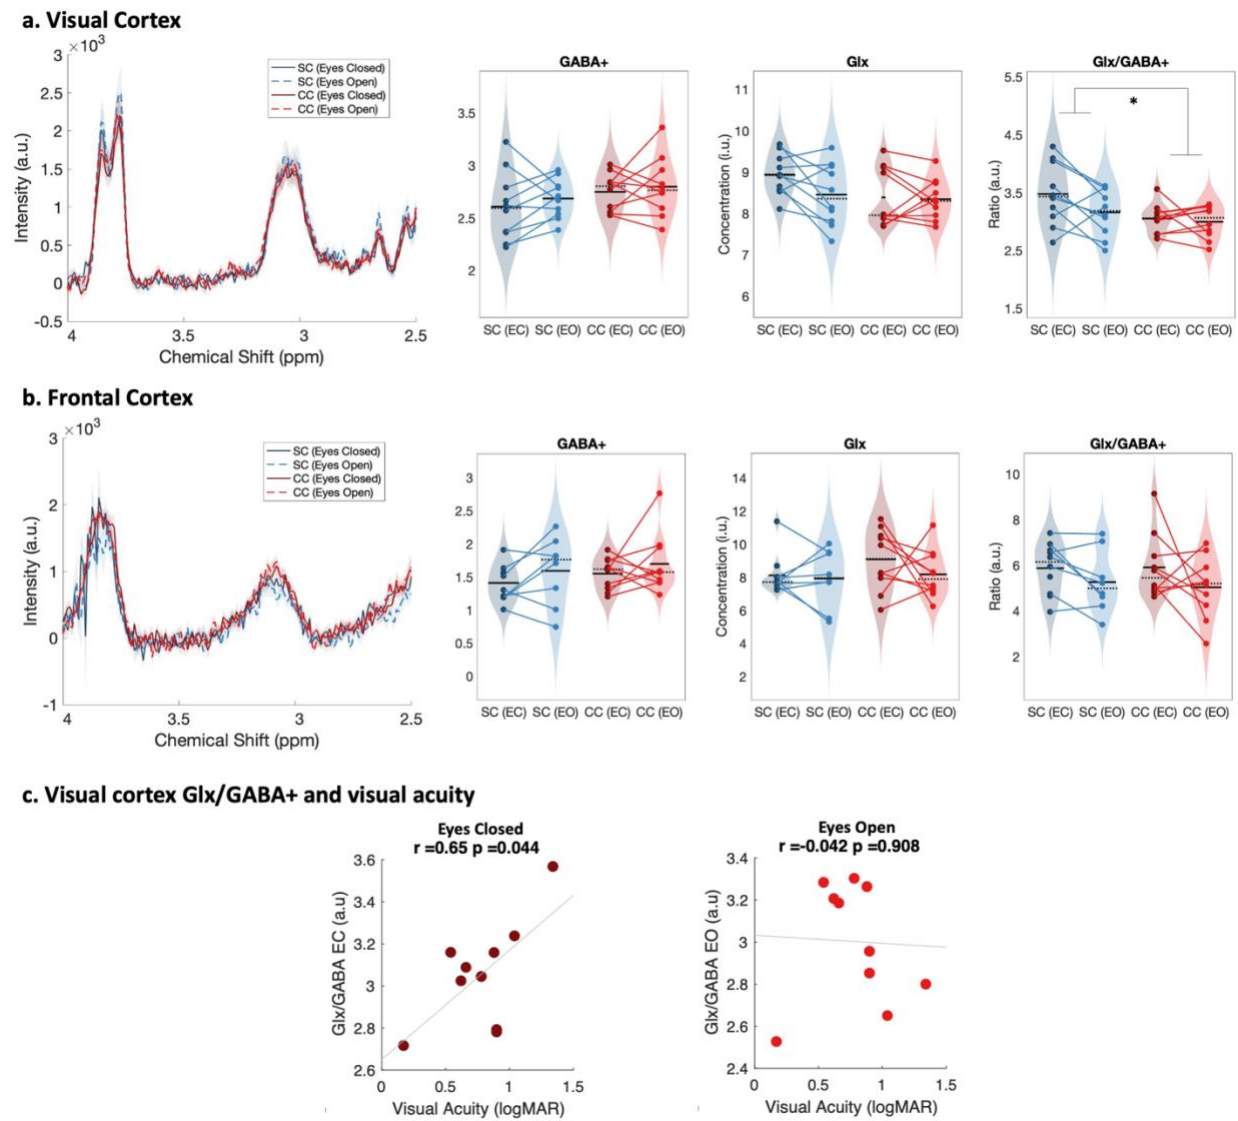 a. Visual Cortex
×10³
3
2.5
2
1.5
1
0.5
0
-0.5
4
3.5
3
2.5
Intensity (a.u.)
Chemical Shift (ppm)
SC (Eyes Closed)
SC (Eyes Open)
CC (Eyes Closed)
CC (Eyes Open)
GABA+
3.5
3
2.5
2
SC (EC) SC (EO) CC (EC) CC (EO)
Glx
Concentration (i.u.)
11
10
9
8
7
6
SC (EC) SC (EO) CC (EC) CC (EO)
Glx/GABA+
Ratio (a.u.)
5.5
4.5
3.5
2.5
1.5
*
SC (EC) SC (EO) CC (EC) CC (EO)
b. Frontal Cortex
×10³
3
2
1
0
-1
4
3.5
3
2.5
Intensity (a.u.)
Chemical Shift (ppm)
SC (Eyes Closed)
SC (Eyes Open)
CC (Eyes Closed)
CC (Eyes Open)
GABA+
3
2.5
2
1.5
1
0.5
0
SC (EC) SC (EO) CC (EC) CC (EO)
Glx
Concentration (i.u.)
14
12
10
8
6
4
2
SC (EC) SC (EO) CC (EC) CC (EO)
Glx/GABA+
Ratio (a.u.)
10
8
6
4
2
SC (EC) SC (EO) CC (EC) CC (EO)
c. Visual cortex Glx/GABA+ and visual acuity
Eyes Closed
r =0.65 p =0.044
Glx/GABA EC (a.u)
3.6
3.4
3.2
3
2.8
2.6
0
0.5
1
1.5
Visual Acuity (logMAR)
Eyes Open
r =-0.042 p =0.908
Glx/GABA EO (a.u)
3.4
3.2
3
2.8
2.6
2.4
0
0.5
1
1.5
Visual Acuity (logMAR)